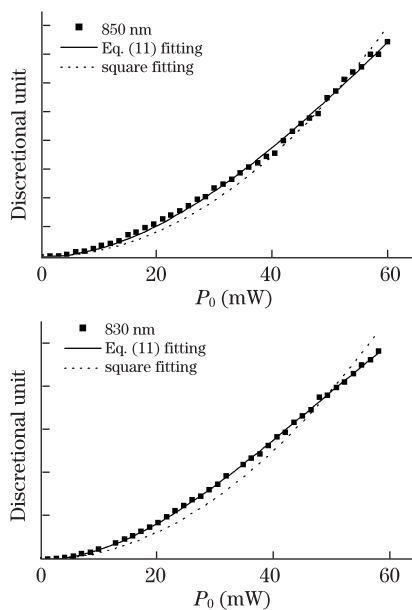 850 nm
Eq. (11) fitting
square fitting
Discretional unit
0
20
40
60
P0 (mW)
830 nm
Eq. (11) fitting
square fitting
Discretional unit
0
20
40
60
P0 (mW)